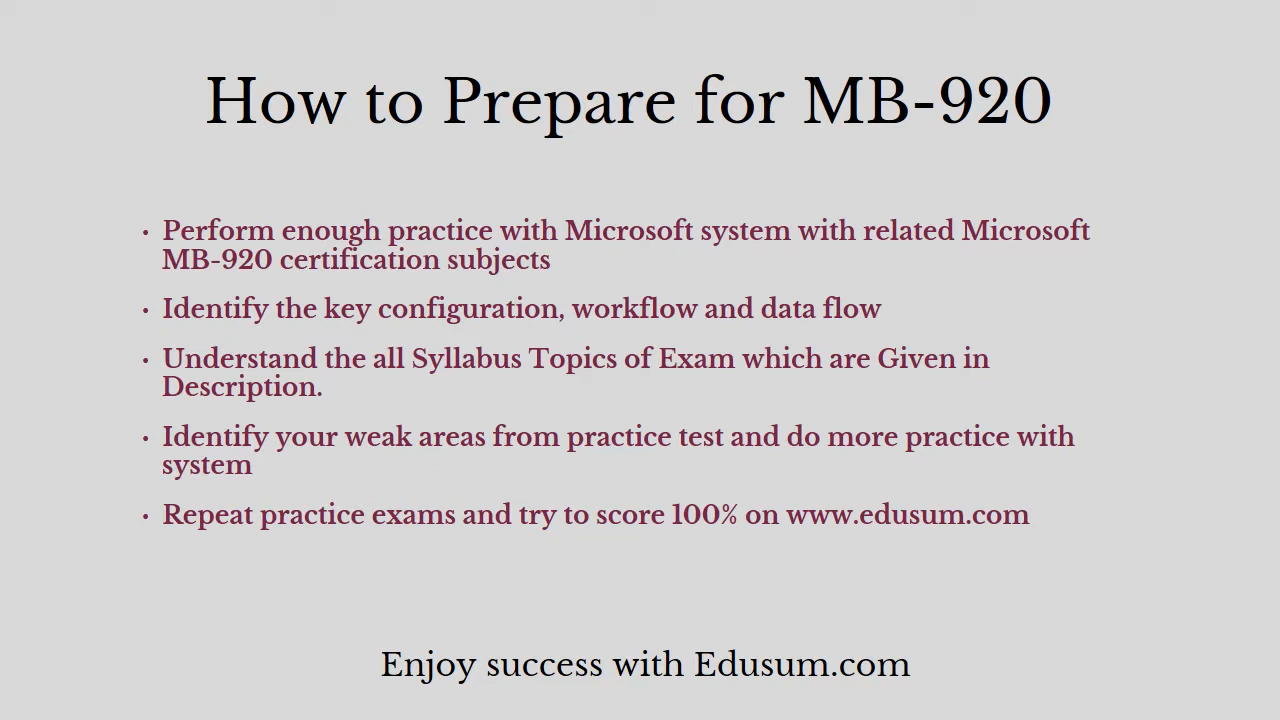 How to Prepare for MB-920
• Perform enough practice with Microsoft system with related Microsoft
MB-920 certification subjects
• Identify the key configuration, workflow and data flow
• Understand the all Syllabus Topics of Exam which are Given in
Description.
• Identify your weak areas from practice test and do more practice with
system
• Repeat practice exams and try to score 100% on www.edusum.com
Enjoy success with Edusum.com